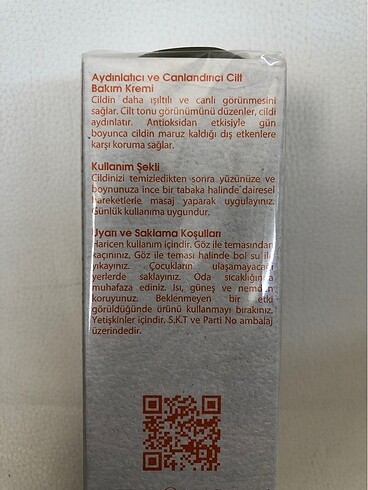 Aydınlatıcı ve Canlandırıcı Cilt
Bakım Kremi
Cildin daha ışıltılı ve canlı görünmesini
sağlar. Cilt tonu görünümünü düzenler, cildi
aydınlatır. Antioksidan etkisiyle gün
boyunca cildin maruz kaldığı dış etkenlere
karşı koruma sağlar.
Kullanım Şekli
Cildinizi temizledikten sonra yüzünüze ve
boynunuza ince bir tabaka halinde dairesel
hareketlerle masaj yaparak uygulayınız.
Günlük kullanıma uygundur.
Uyarı ve Saklama Koşulları
Haricen kullanım içindir. Göz ile temasından
kaçınınız. Göz ile teması halinde bol su ile
yıkayınız. Çocukların ulaşamayacağı
yerlerde saklayınız. Oda sıcaklığında
muhafaza ediniz. Isı, güneş ve nemden
koruyunuz. Beklenmeyen bir etki
görüldüğünde ürünü kullanmayı bırakınız.
Yetişkinler içindir. S.K.T ve Parti No ambalaj
üzerindedir.